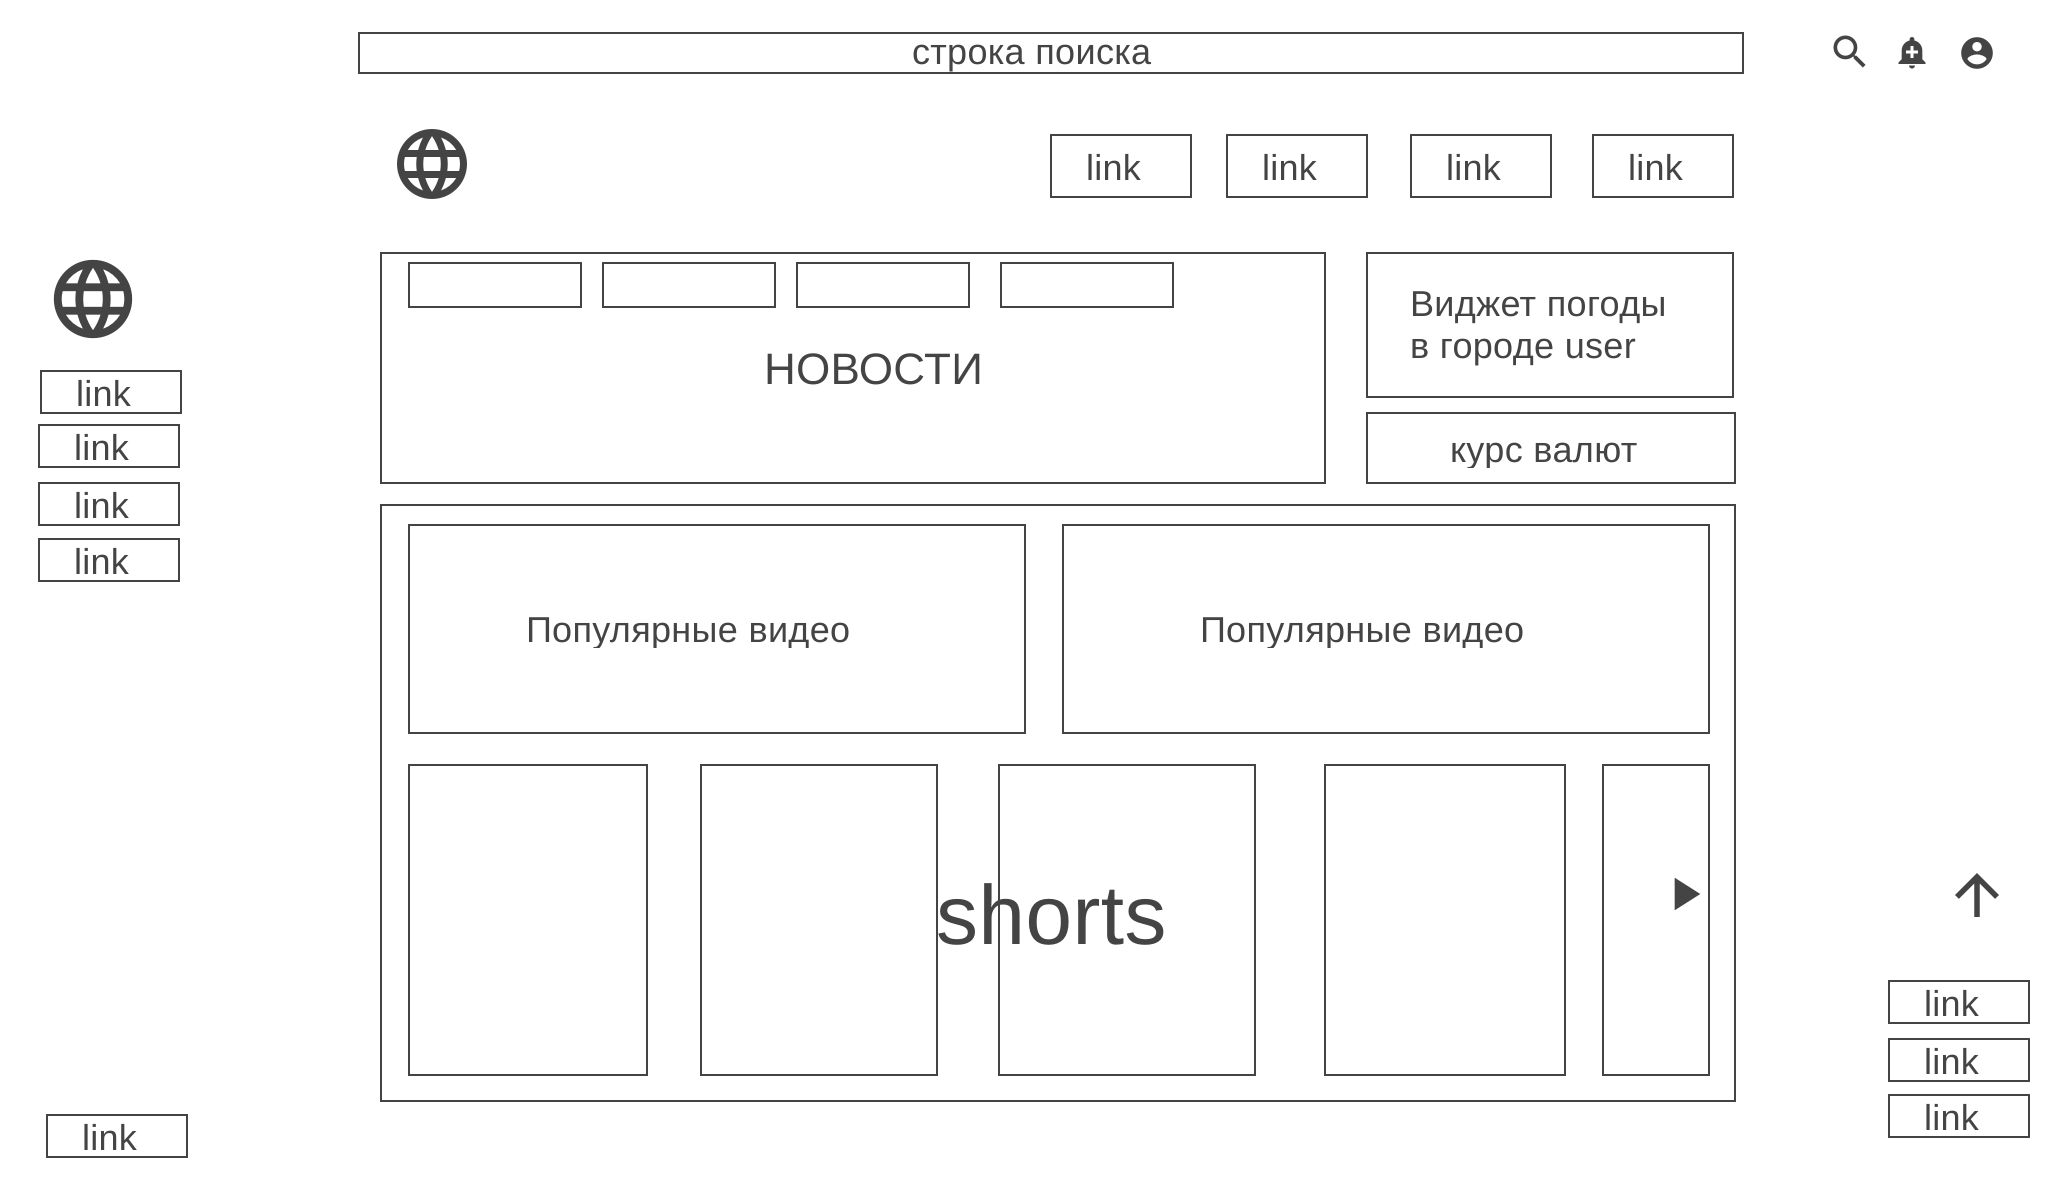 строка поиска
link
link
link
link
Виджет погоды
в городе user
НОВОСТИ
курс валют
link
link
link
link
Популярные видео
Популярные видео
shorts
link
link
link
link